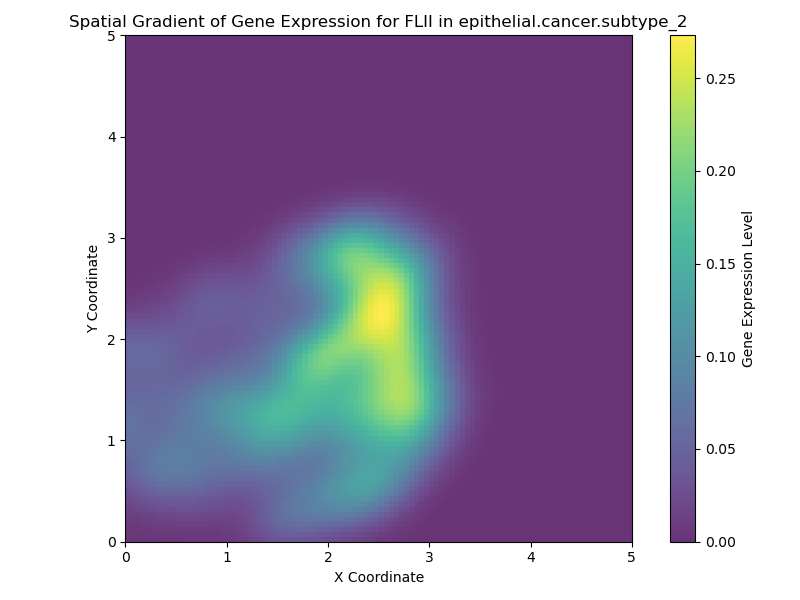 Spatial Gradient of Gene Expression for FLII in epithelial.cancer.subtype_2
5
4
3
2
1
0
Y Coordinate
0 1 2 3 4 5
X Coordinate
0.25
0.20
0.15
0.10
0.05
0.00
Gene Expression Level